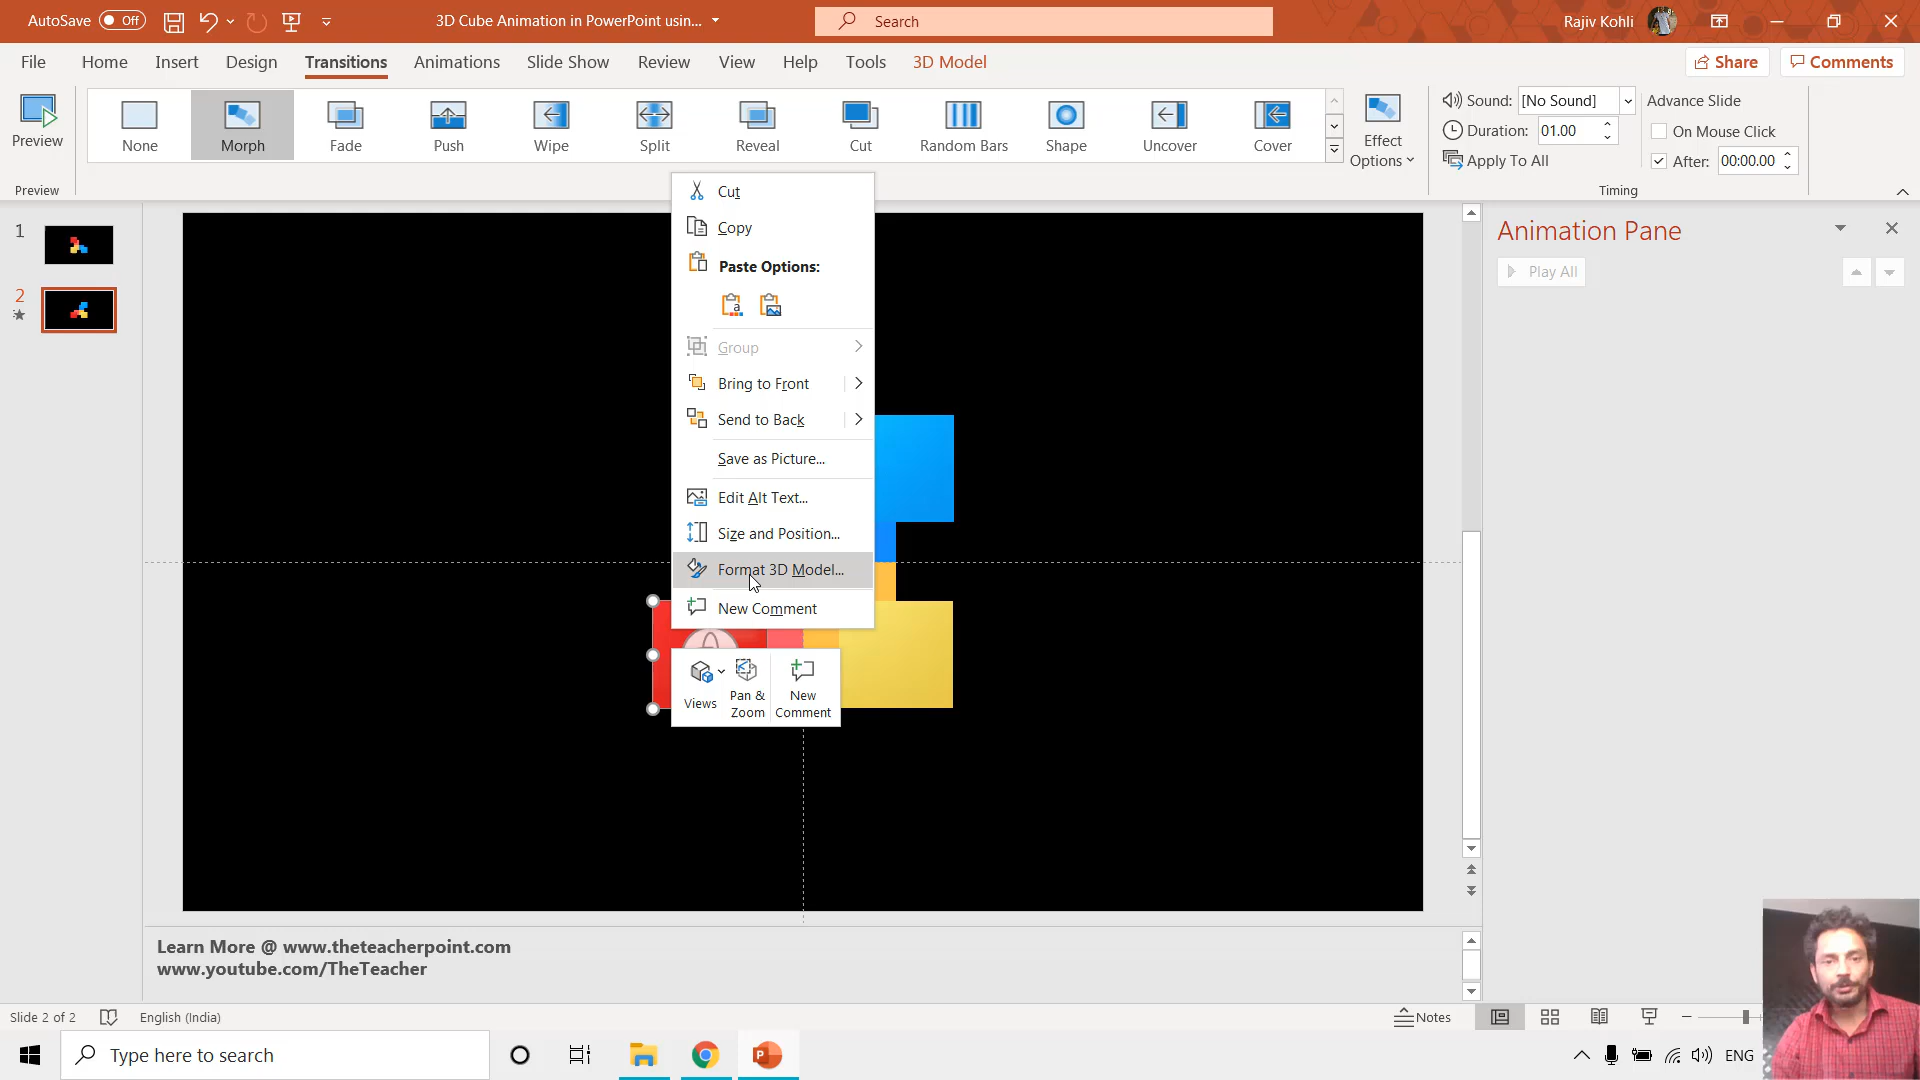 AutoSave Off
3D Cube Animation in PowerPoint usin...
Search
Rajiv Kohli
File Home Insert Design Transitions Animations Slide Show Review View Help Tools 3D Model
Share Comments
Preview
None Morph Fade Push Wipe Split Reveal Cut Random Bars Shape Uncover Cover
Effect
Options
Sound: [No Sound]
Duration: 01.00
Apply To All
Advance Slide
On Mouse Click
After: 00:00.00
Preview
Timing
Cut
Copy
Paste Options:
Group
Bring to Front
Send to Back
Save as Picture...
Edit Alt Text...
Size and Position...
Format 3D Model...
New Comment
Views
Pan &
Zoom
New
Comment
1
2
Animation Pane
Play All
Learn More @ www.theteacherpoint.com
www.youtube.com/TheTeacher
Slide 2 of 2
English (India)
Notes
Type here to search
ENG